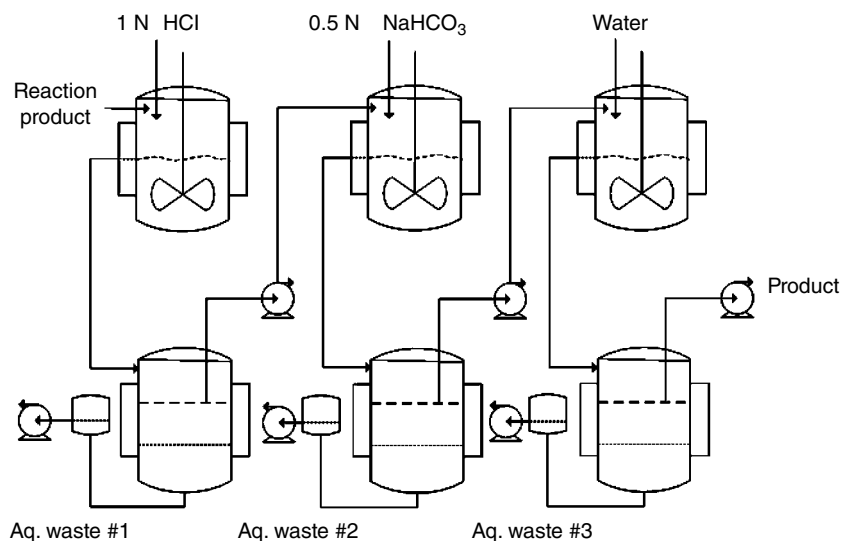 1 N HCl
0.5 N NaHCO₃
Water
Reaction
product
Product
Aq. waste #1
Aq. waste #2
Aq. waste #3